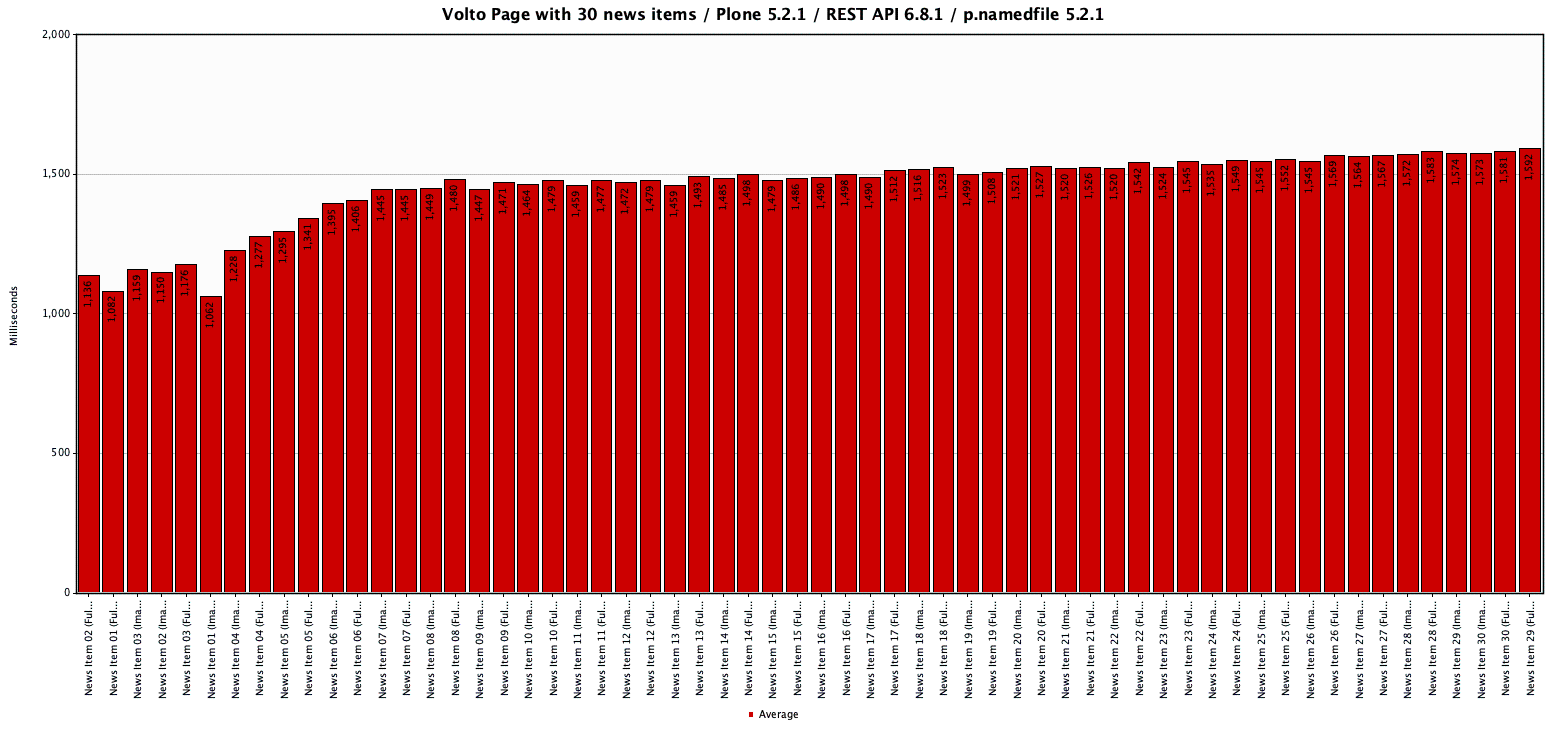 Volto Page with 30 news items / Plone 5.2.1 / REST API 6.8.1 / p.namedfile 5.2.1
2,000
1,500
1,000
500
0
Milliseconds
1,136
1,082
1,159
1,150
1,176
1,062
1,228
1,277
1,295
1,341
1,395
1,406
1,445
1,445
1,449
1,480
1,447
1,471
1,464
1,479
1,459
1,477
1,472
1,479
1,459
1,493
1,485
1,498
1,479
1,486
1,490
1,498
1,490
1,512
1,516
1,523
1,499
1,508
1,521
1,527
1,520
1,526
1,520
1,542
1,524
1,545
1,535
1,549
1,545
1,552
1,545
1,569
1,564
1,567
1,572
1,583
1,574
1,573
1,581
1,592
News Item 02 (Ful...
News Item 01 (Ful...
News Item 03 (Ima...
News Item 02 (Ima...
News Item 03 (Ful...
News Item 01 (Ima...
News Item 04 (Ima...
News Item 04 (Ful...
News Item 05 (Ima...
News Item 05 (Ful...
News Item 06 (Ima...
News Item 06 (Ful...
News Item 07 (Ima...
News Item 07 (Ful...
News Item 08 (Ima...
News Item 08 (Ful...
News Item 09 (Ima...
News Item 09 (Ful...
News Item 10 (Ima...
News Item 10 (Ful...
News Item 11 (Ima...
News Item 11 (Ful...
News Item 12 (Ima...
News Item 12 (Ful...
News Item 13 (Ima...
News Item 13 (Ful...
News Item 14 (Ima...
News Item 14 (Ful...
News Item 15 (Ima...
News Item 15 (Ful...
News Item 16 (Ima...
News Item 16 (Ful...
News Item 17 (Ima...
News Item 17 (Ful...
News Item 18 (Ima...
News Item 18 (Ful...
News Item 19 (Ima...
News Item 19 (Ful...
News Item 20 (Ima...
News Item 20 (Ful...
News Item 21 (Ima...
News Item 21 (Ful...
News Item 22 (Ima...
News Item 22 (Ful...
News Item 23 (Ima...
News Item 23 (Ful...
News Item 24 (Ima...
News Item 24 (Ful...
News Item 25 (Ima...
News Item 25 (Ful...
News Item 26 (Ima...
News Item 26 (Ful...
News Item 27 (Ima...
News Item 27 (Ful...
News Item 28 (Ima...
News Item 28 (Ful...
News Item 29 (Ima...
News Item 30 (Ima...
News Item 30 (Ful...
News Item 29 (Ful...
Average